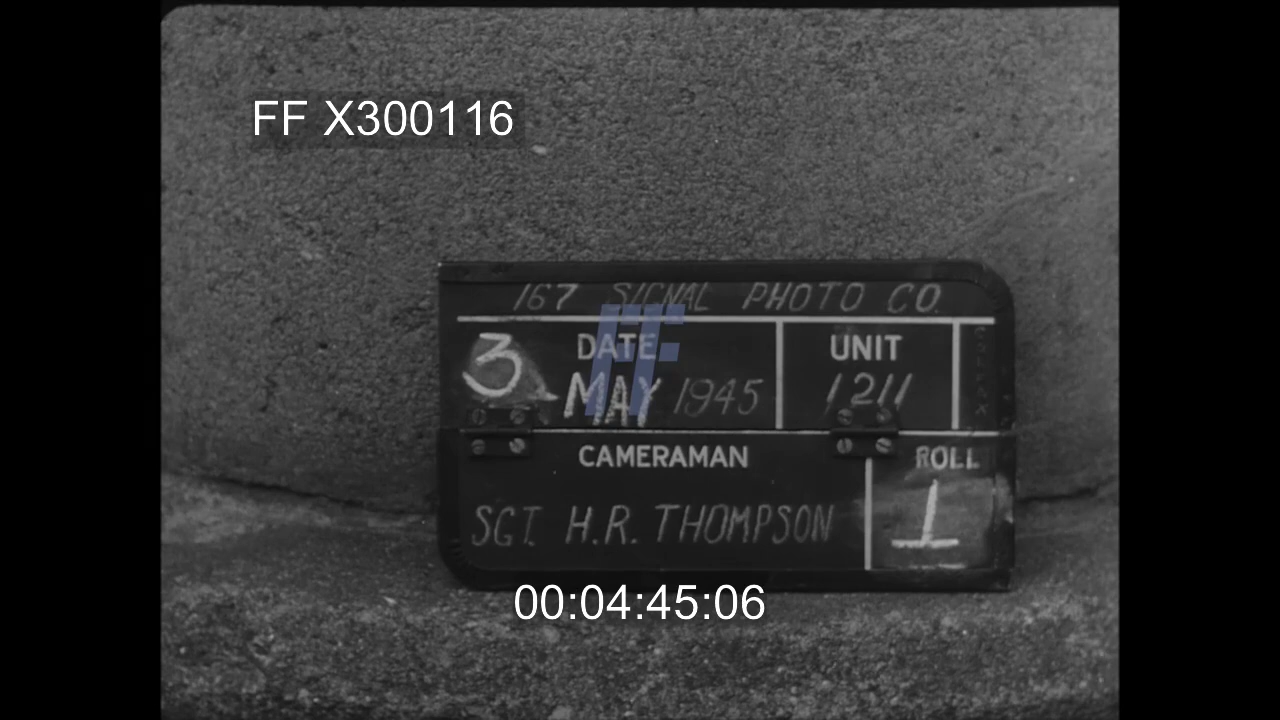 FF X300116
167 SIGNAL PHOTO CO.
DATE
UNIT
3 MAY 1945
1211
CAMERAMAN
ROLL
SGT. H.R. THOMPSON
1
00:04:45:06